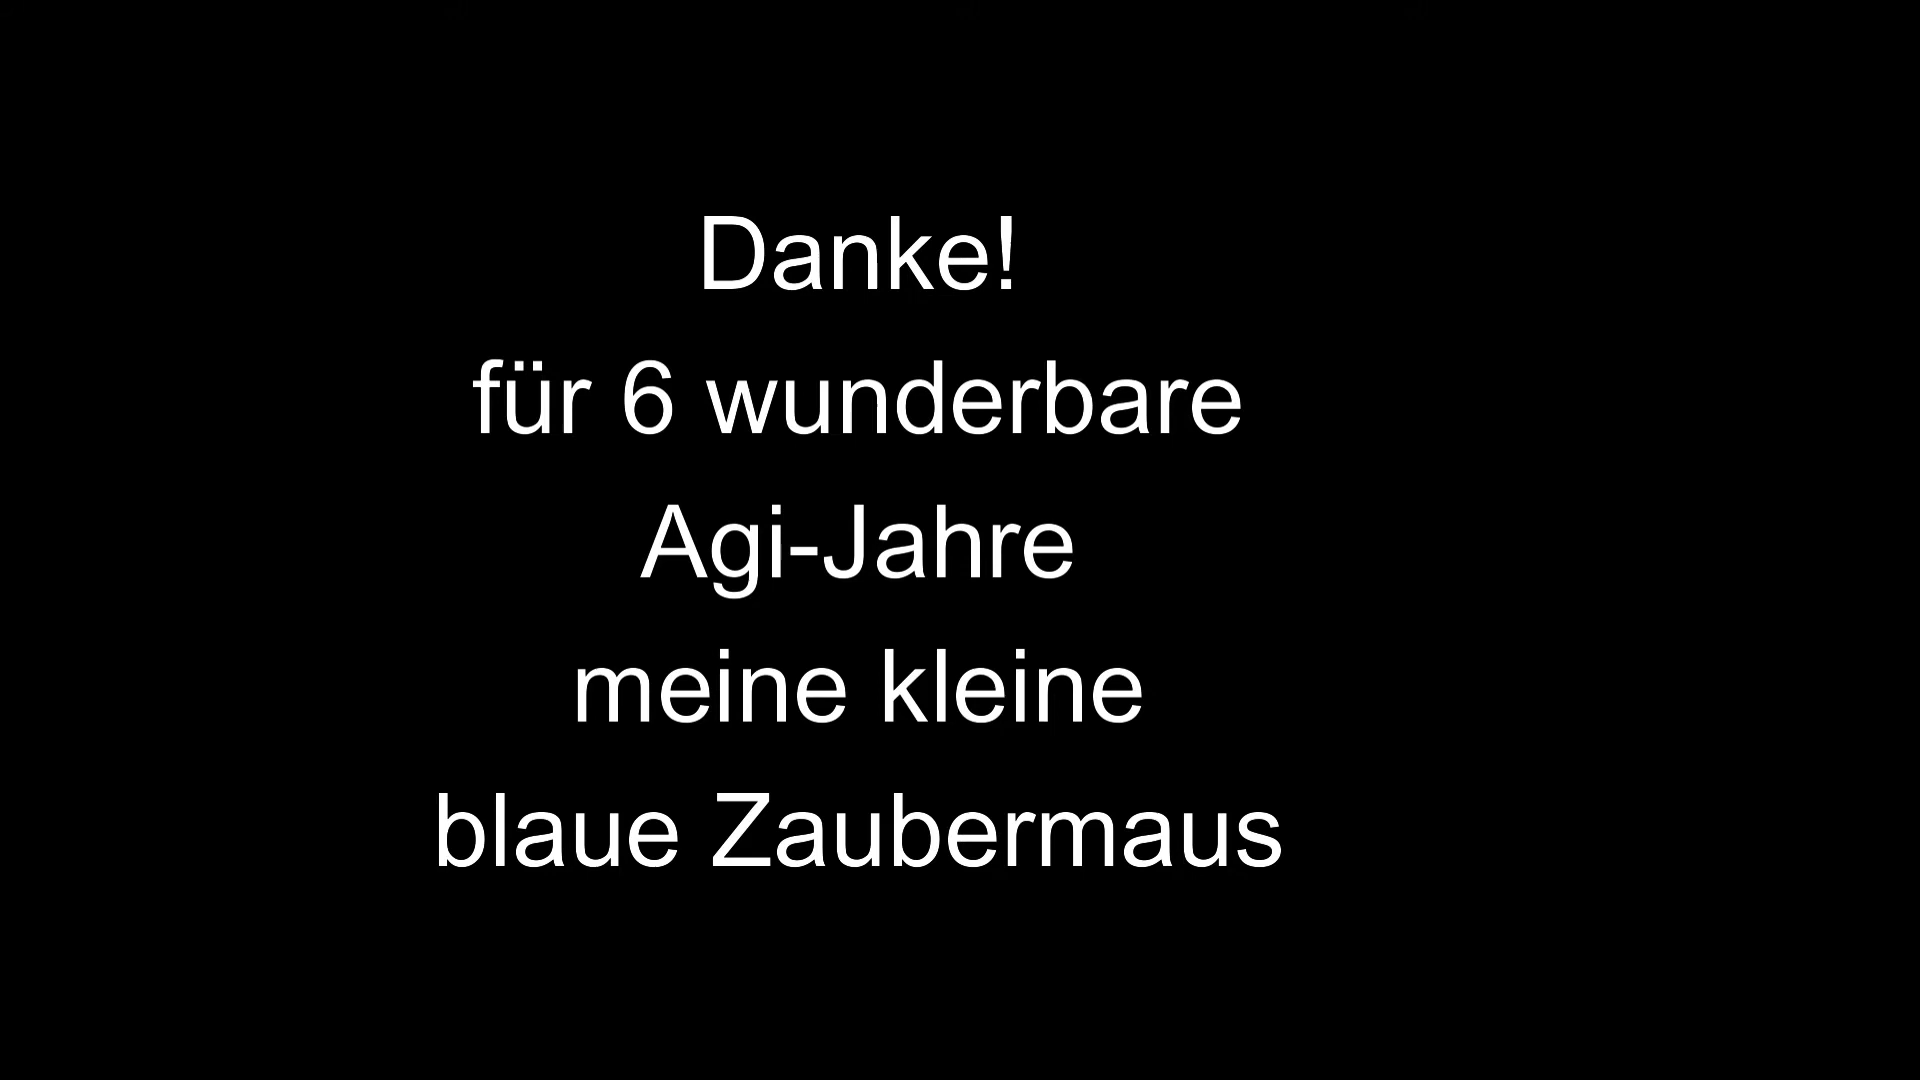 Danke!
für 6 wunderbare
Agi-Jahre
meine kleine
blaue Zaubermaus